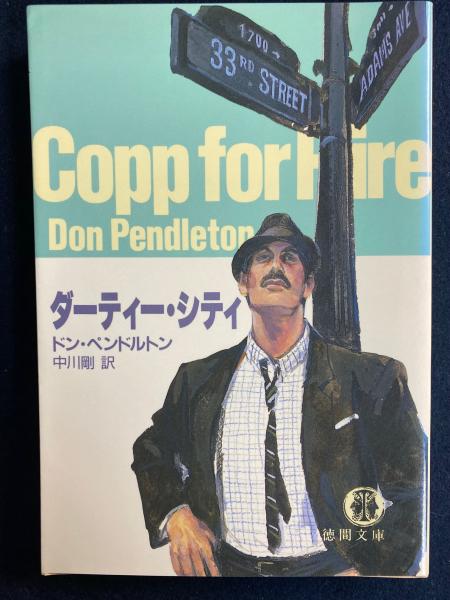 1700→
33RD STREET
ADAMS AVE
Copp for Hire
Don Pendleton
ダーティー・シティ
ドン・ペンドルトン
中川剛 訳
徳間文庫